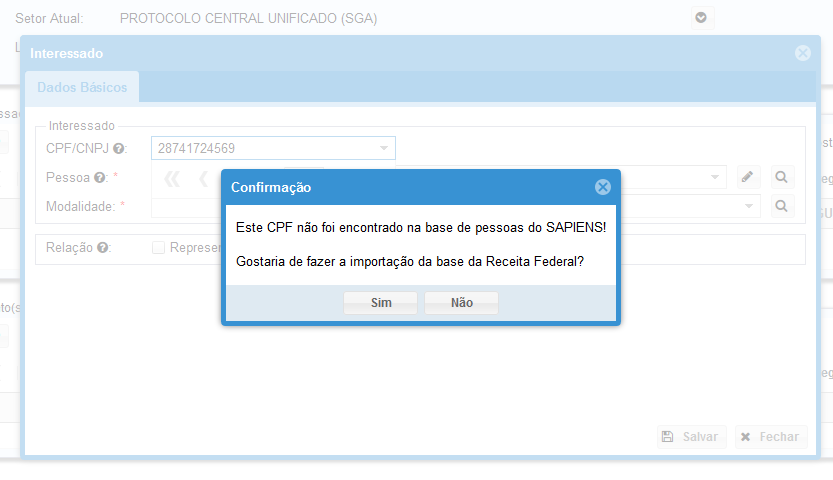 Setor Atual: PROTOCOLO CENTRAL UNIFICADO (SGA)
Interessado
Dados Básicos
Interessado
CPF/CNPJ : 28741724569
Pessoa : *
Modalidade: *
Relação :
Confirmação
Este CPF não foi encontrado na base de pessoas do SAPIENS!
Gostaria de fazer a importação da base da Receita Federal?
Sim Não
Salvar Fechar